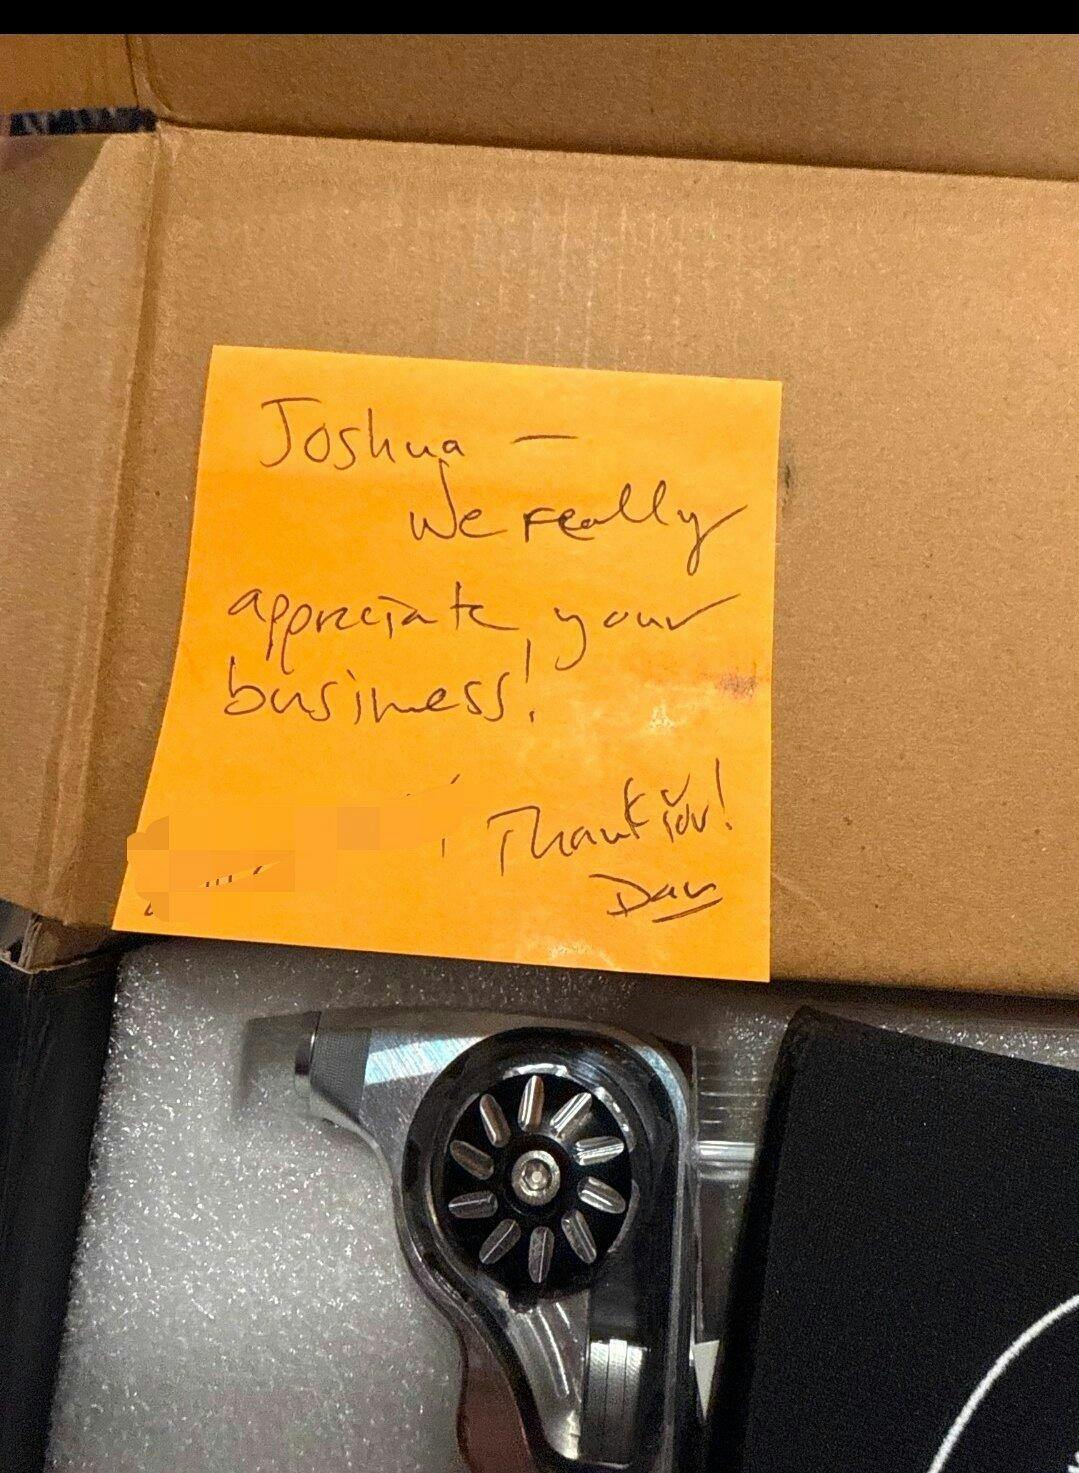 Joshua —
We really
appreciate your
business!
Thank You!
Dan